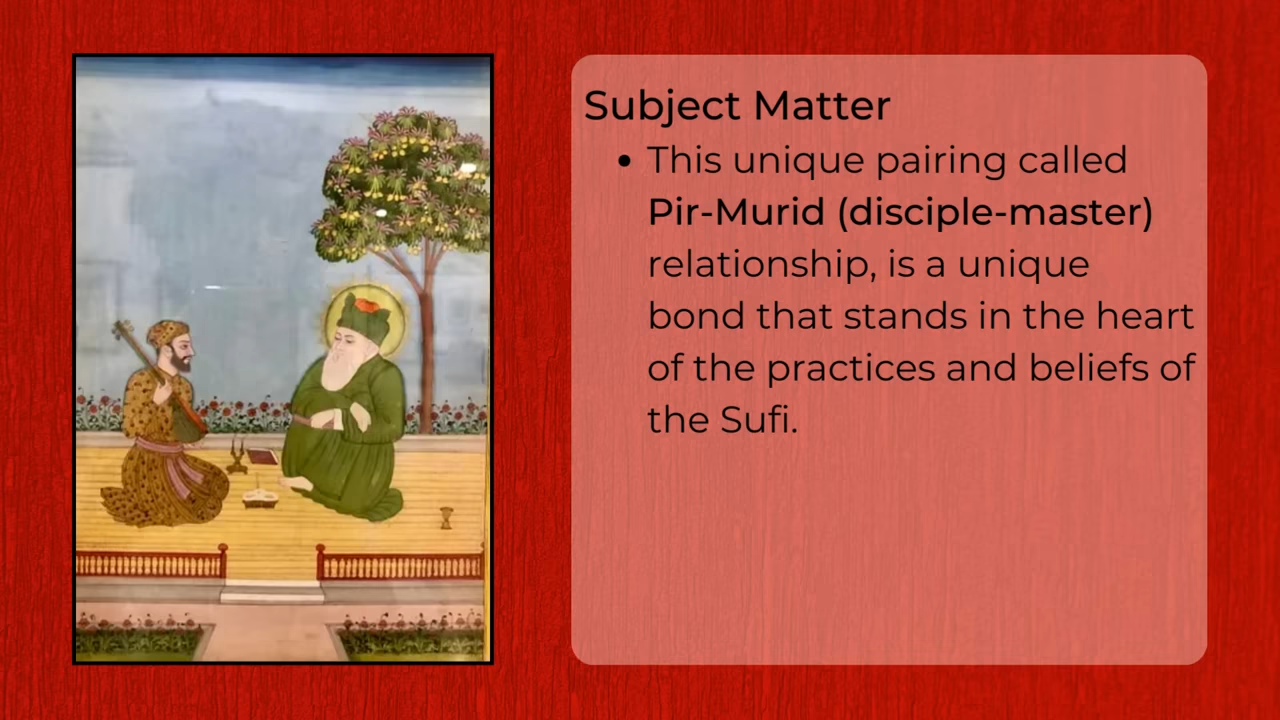 Subject Matter
• This unique pairing called
Pir-Murid (disciple-master)
relationship, is a unique
bond that stands in the heart
of the practices and beliefs of
the Sufi.